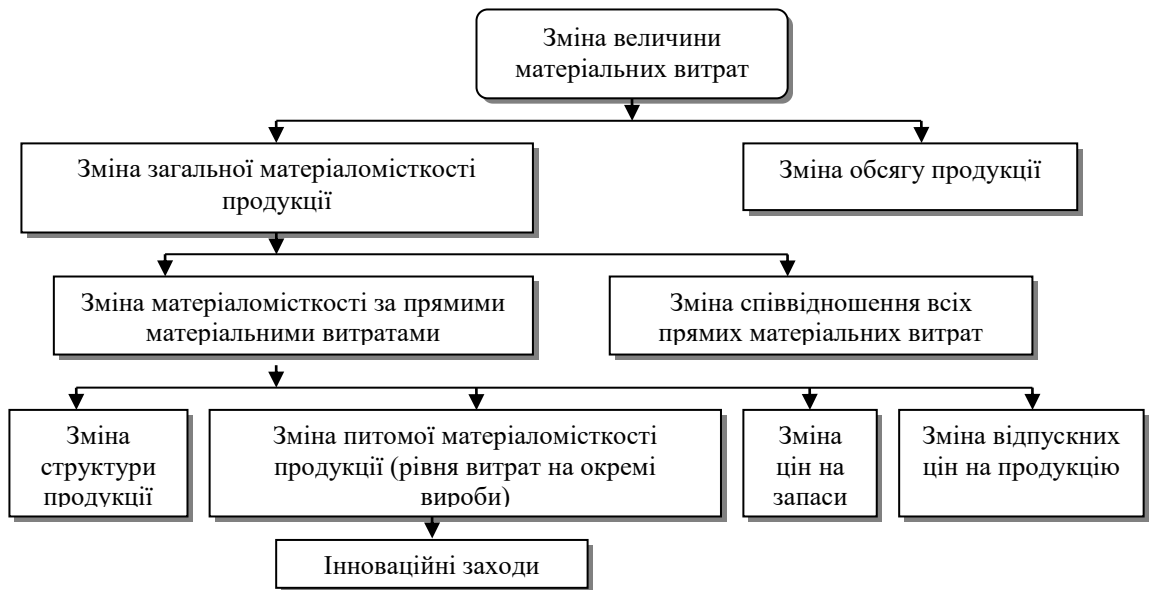 Зміна величини
матеріальних витрат
Зміна загальної матеріаломісткості
продукції
Зміна обсягу продукції
Зміна матеріаломісткості за прямими
матеріальними витратами
Зміна співвідношення всіх
прямих матеріальних витрат
Зміна
структури
продукції
Зміна питомої матеріаломісткості
продукції (рівня витрат на окремі
вироби)
Зміна
цін на
запаси
Зміна відпускних
цін на продукцію
Інноваційні заходи